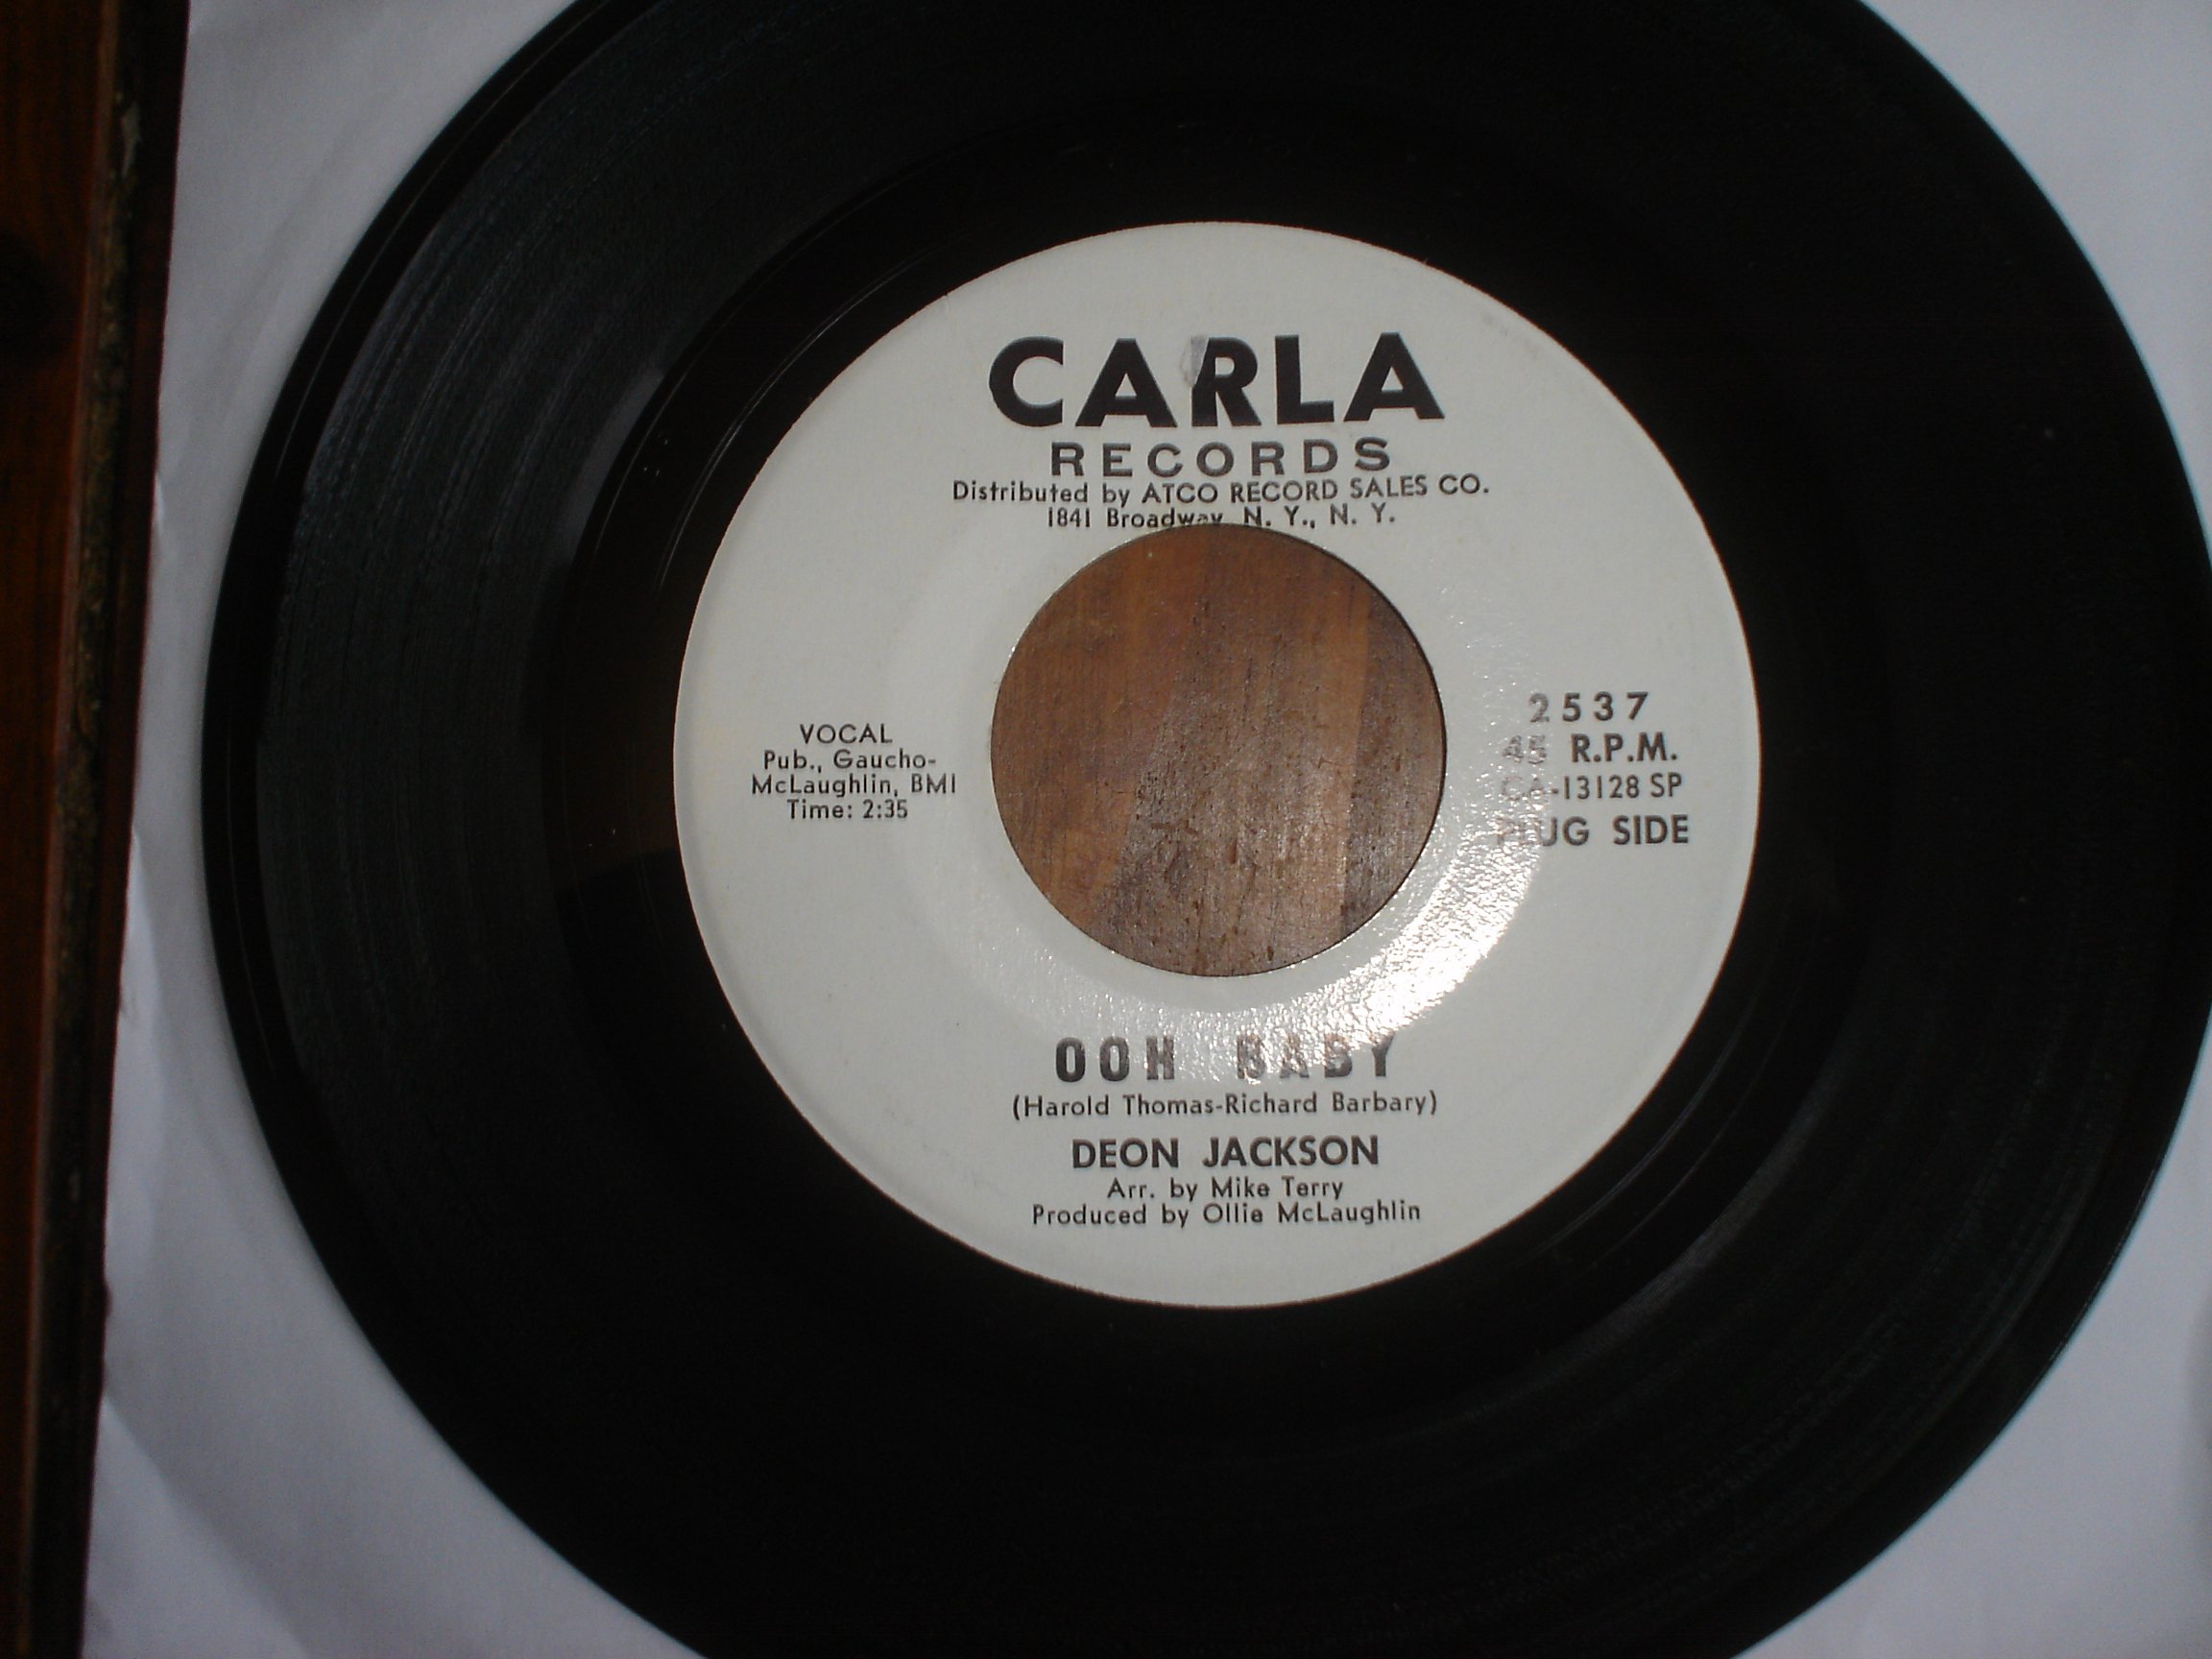 CARLA
RECORDS
Distributed by ATCO RECORD SALES CO.
1841 Broadway, N. Y., N. Y.
VOCAL
Pub., Gaucho-
McLaughlin, BMI
Time: 2:35
2537
45 R.P.M.
CA-13128 SP
PLUG SIDE
OOH BABY
(Harold Thomas-Richard Barbary)
DEON JACKSON
Arr. by Mike Terry
Produced by Ollie McLaughlin